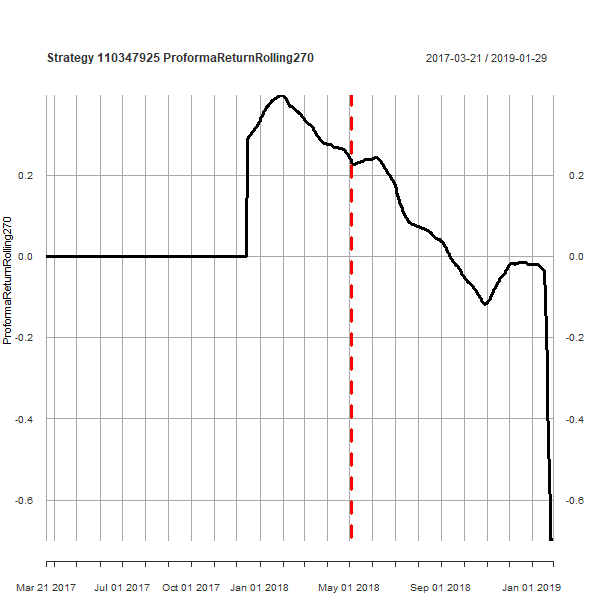 Strategy 110347925 ProformaReturnRolling270
2017-03-21 / 2019-01-29
ProformaReturnRolling270
0.2 0.2
0.0 0.0
-0.2 -0.2
-0.4 -0.4
-0.6 -0.6
Mar 21 2017 Jul 01 2017 Oct 01 2017 Jan 01 2018 May 01 2018 Sep 01 2018 Jan 01 2019